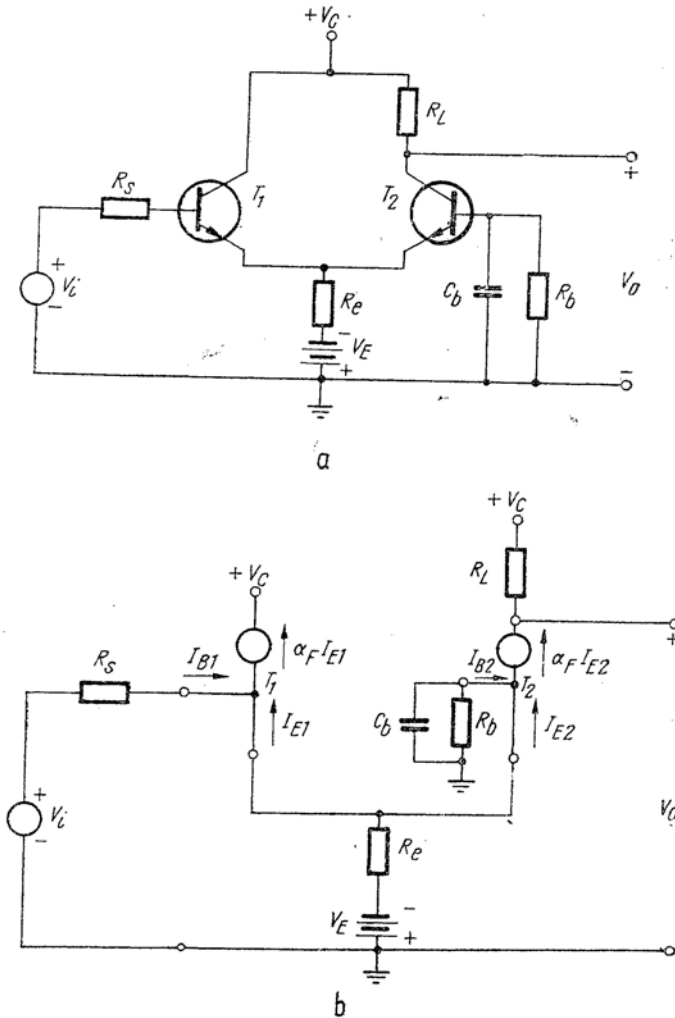 +V_C
R_L
R_s
T_1
T_2
+
+
V_i
-
R_e
C_b
R_b
V_o
-
V_E
+
-
a
+V_C
R_L
+V_C
+
α_F I_E1
I_B2
α_F I_E2
R_s
I_B1
T_1
T_2
I_E1
C_b
R_b
I_E2
+
V_i
-
V_o
R_e
-
V_E
+
b